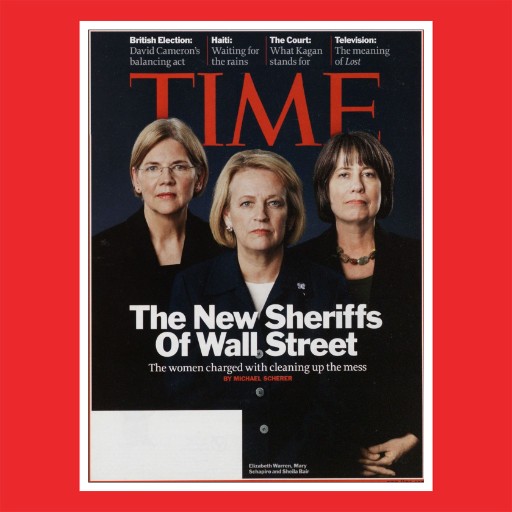 British Election:
David Cameron's
balancing act
Haiti:
Waiting for
the rains
The Court:
What Kagan
stands for
Television:
The meaning
of Lost
TIME
The New Sheriffs
Of Wall Street
The women charged with cleaning up the mess
BY MICHAEL SCHERER
Elizabeth Warren, Mary
Schapiro and Sheila Bair